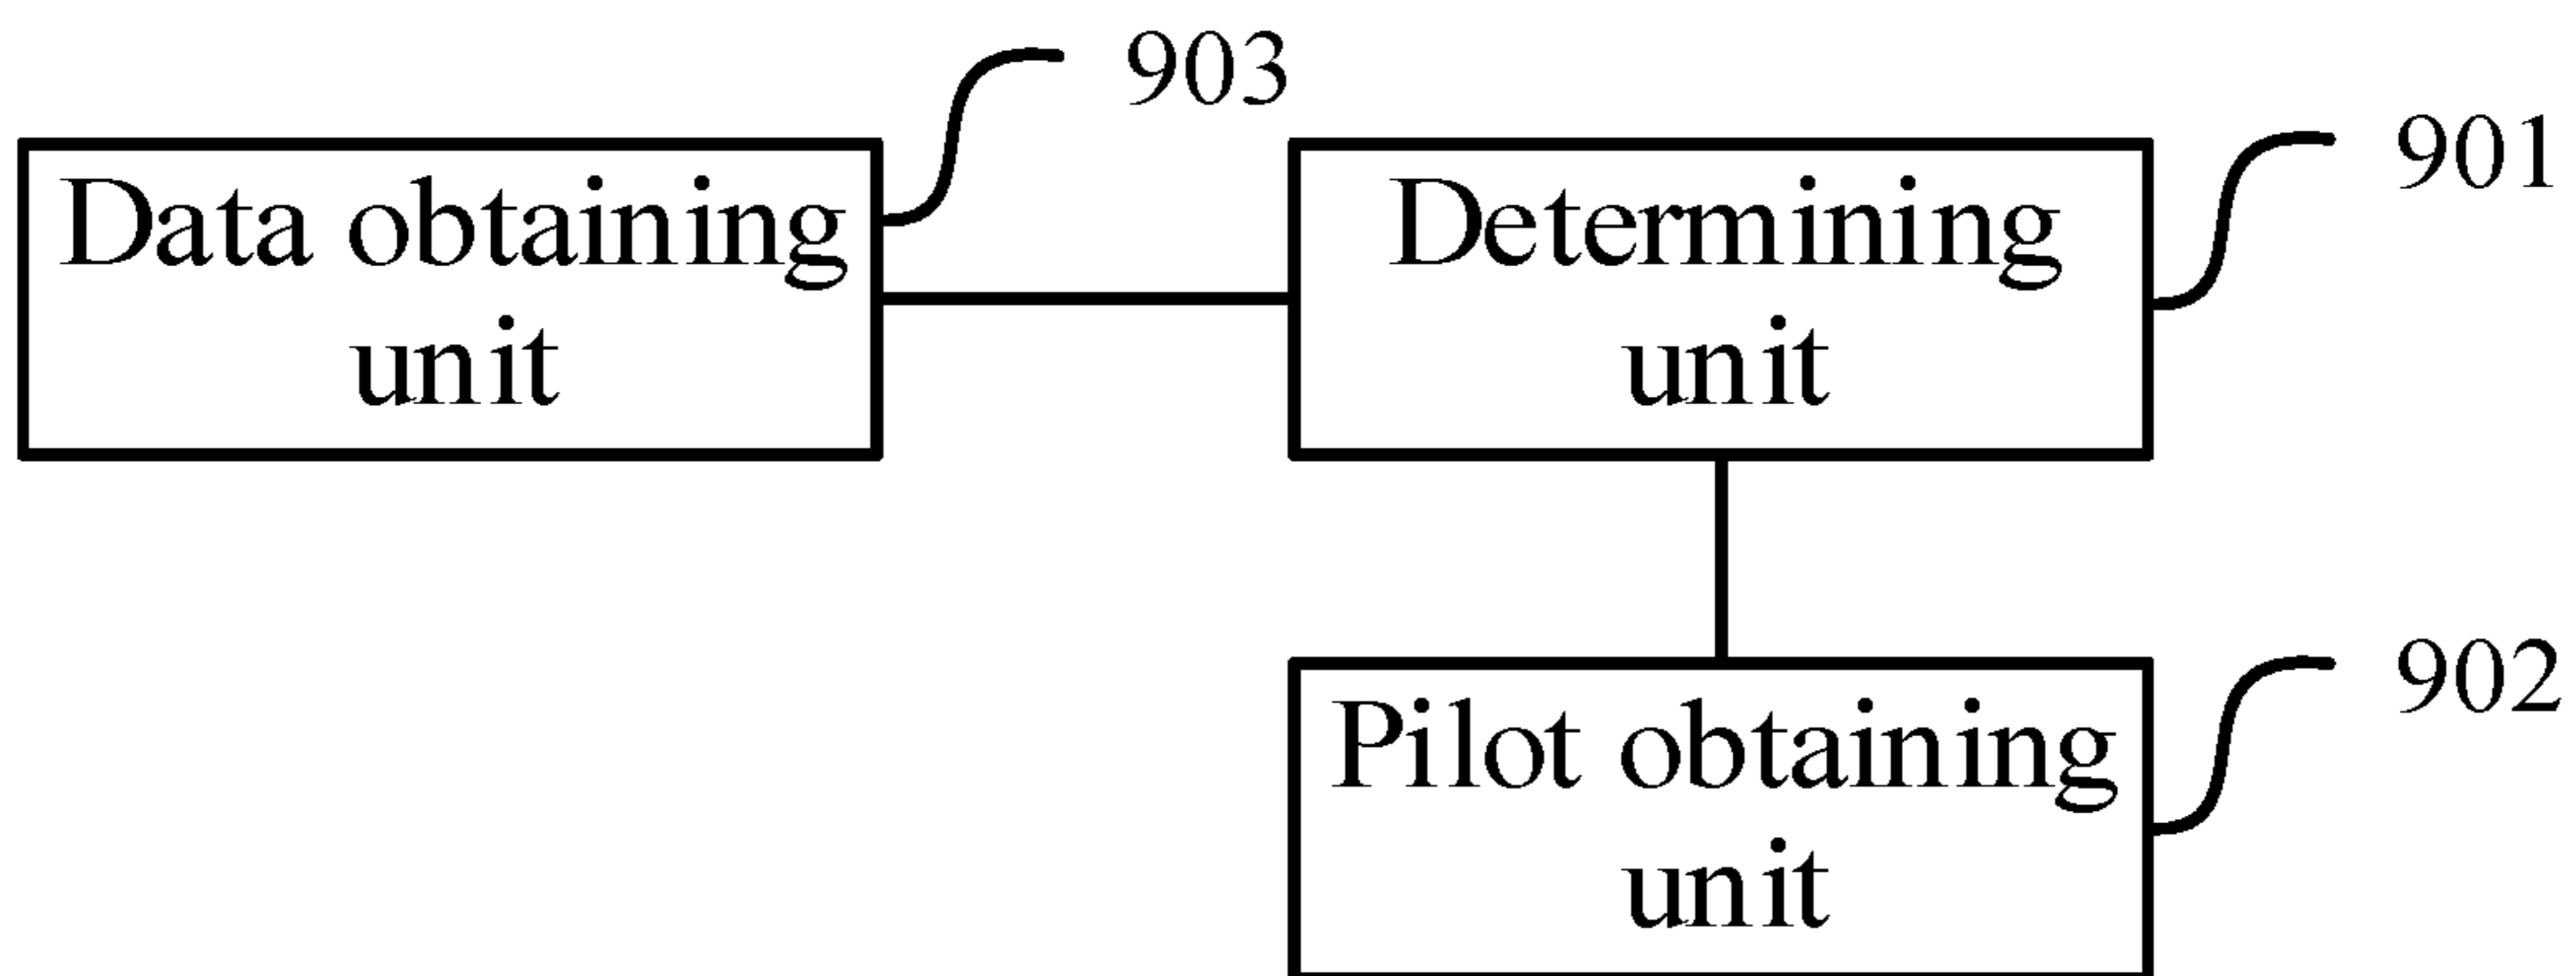 903
Data obtaining
unit
901
Determining
unit
902
Pilot obtaining
unit